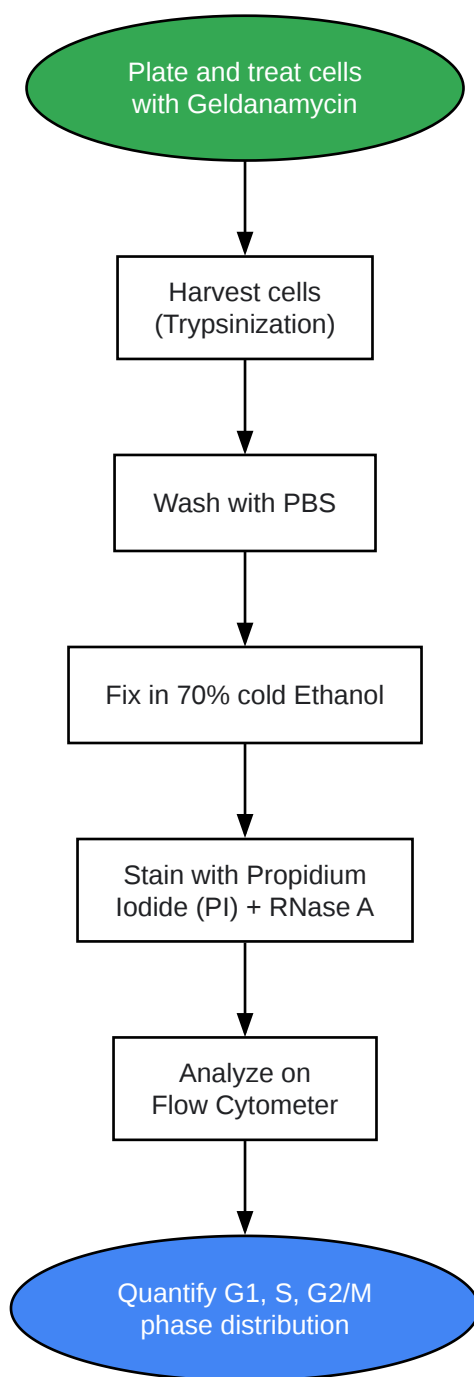 Plate and treat cells
with Geldanamycin
Harvest cells
(Trypsinization)
Wash with PBS
Fix in 70% cold Ethanol
Stain with Propidium
Iodide (PI) + RNase A
Analyze on
Flow Cytometer
Quantify G1, S, G2/M
phase distribution